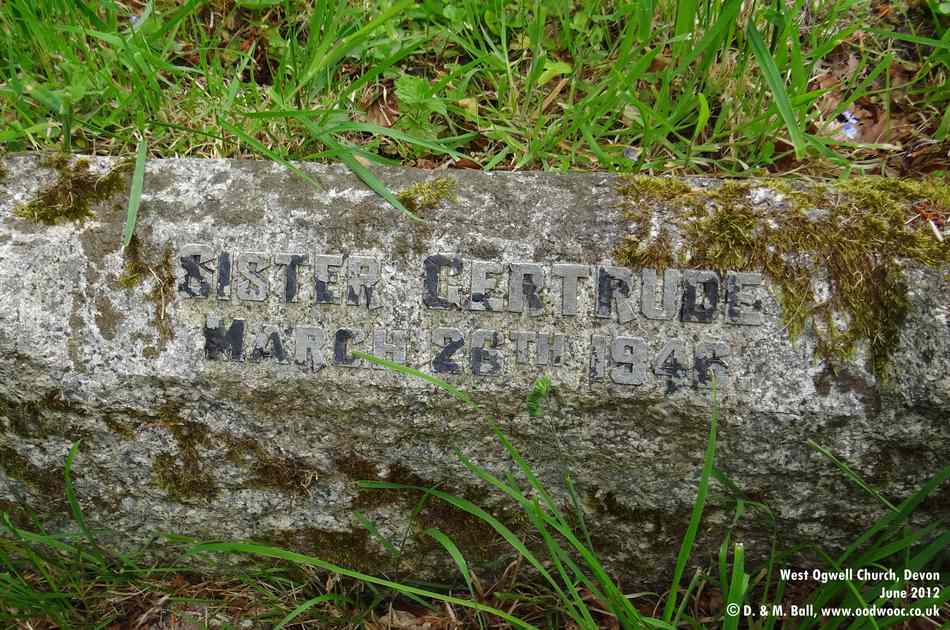 SISTER GERTRUDE
MARCH 26TH 1946
West Ogwell Church, Devon
June 2012
© D. & M. Ball, www.oodwooc.co.uk